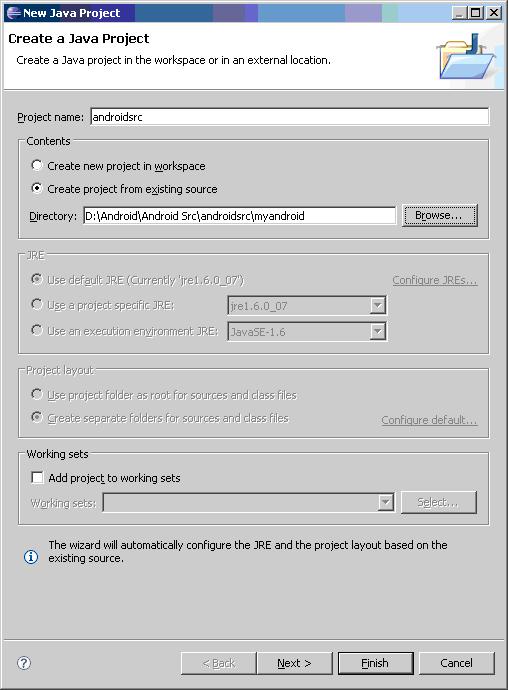 New Java Project
Create a Java Project
Create a Java project in the workspace or in an external location.
Project name: androidsrc
Contents
Create new project in workspace
Create project from existing source
Directory: D:\Android\Android Src\androidsrc\myandroid Browse...
JRE
Use default JRE (Currently 'jre1.6.0_07') Configure JREs...
Use a project specific JRE: jre1.6.0_07
Use an execution environment JRE: JavaSE-1.6
Project layout
Use project folder as root for sources and class files
Create separate folders for sources and class files Configure default...
Working sets
Add project to working sets
Working sets: Select...
The wizard will automatically configure the JRE and the project layout based on the
existing source.
< Back Next > Finish Cancel